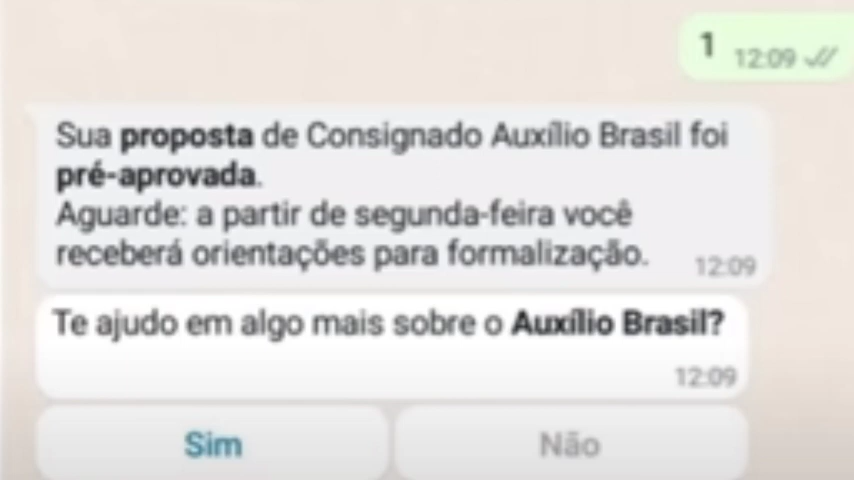 1 12:09
Sua proposta de Consignado Auxílio Brasil foi
pré-aprovada.
Aguarde: a partir de segunda-feira você
receberá orientações para formalização. 12:09
Te ajudo em algo mais sobre o Auxílio Brasil?
12:09
Sim Não